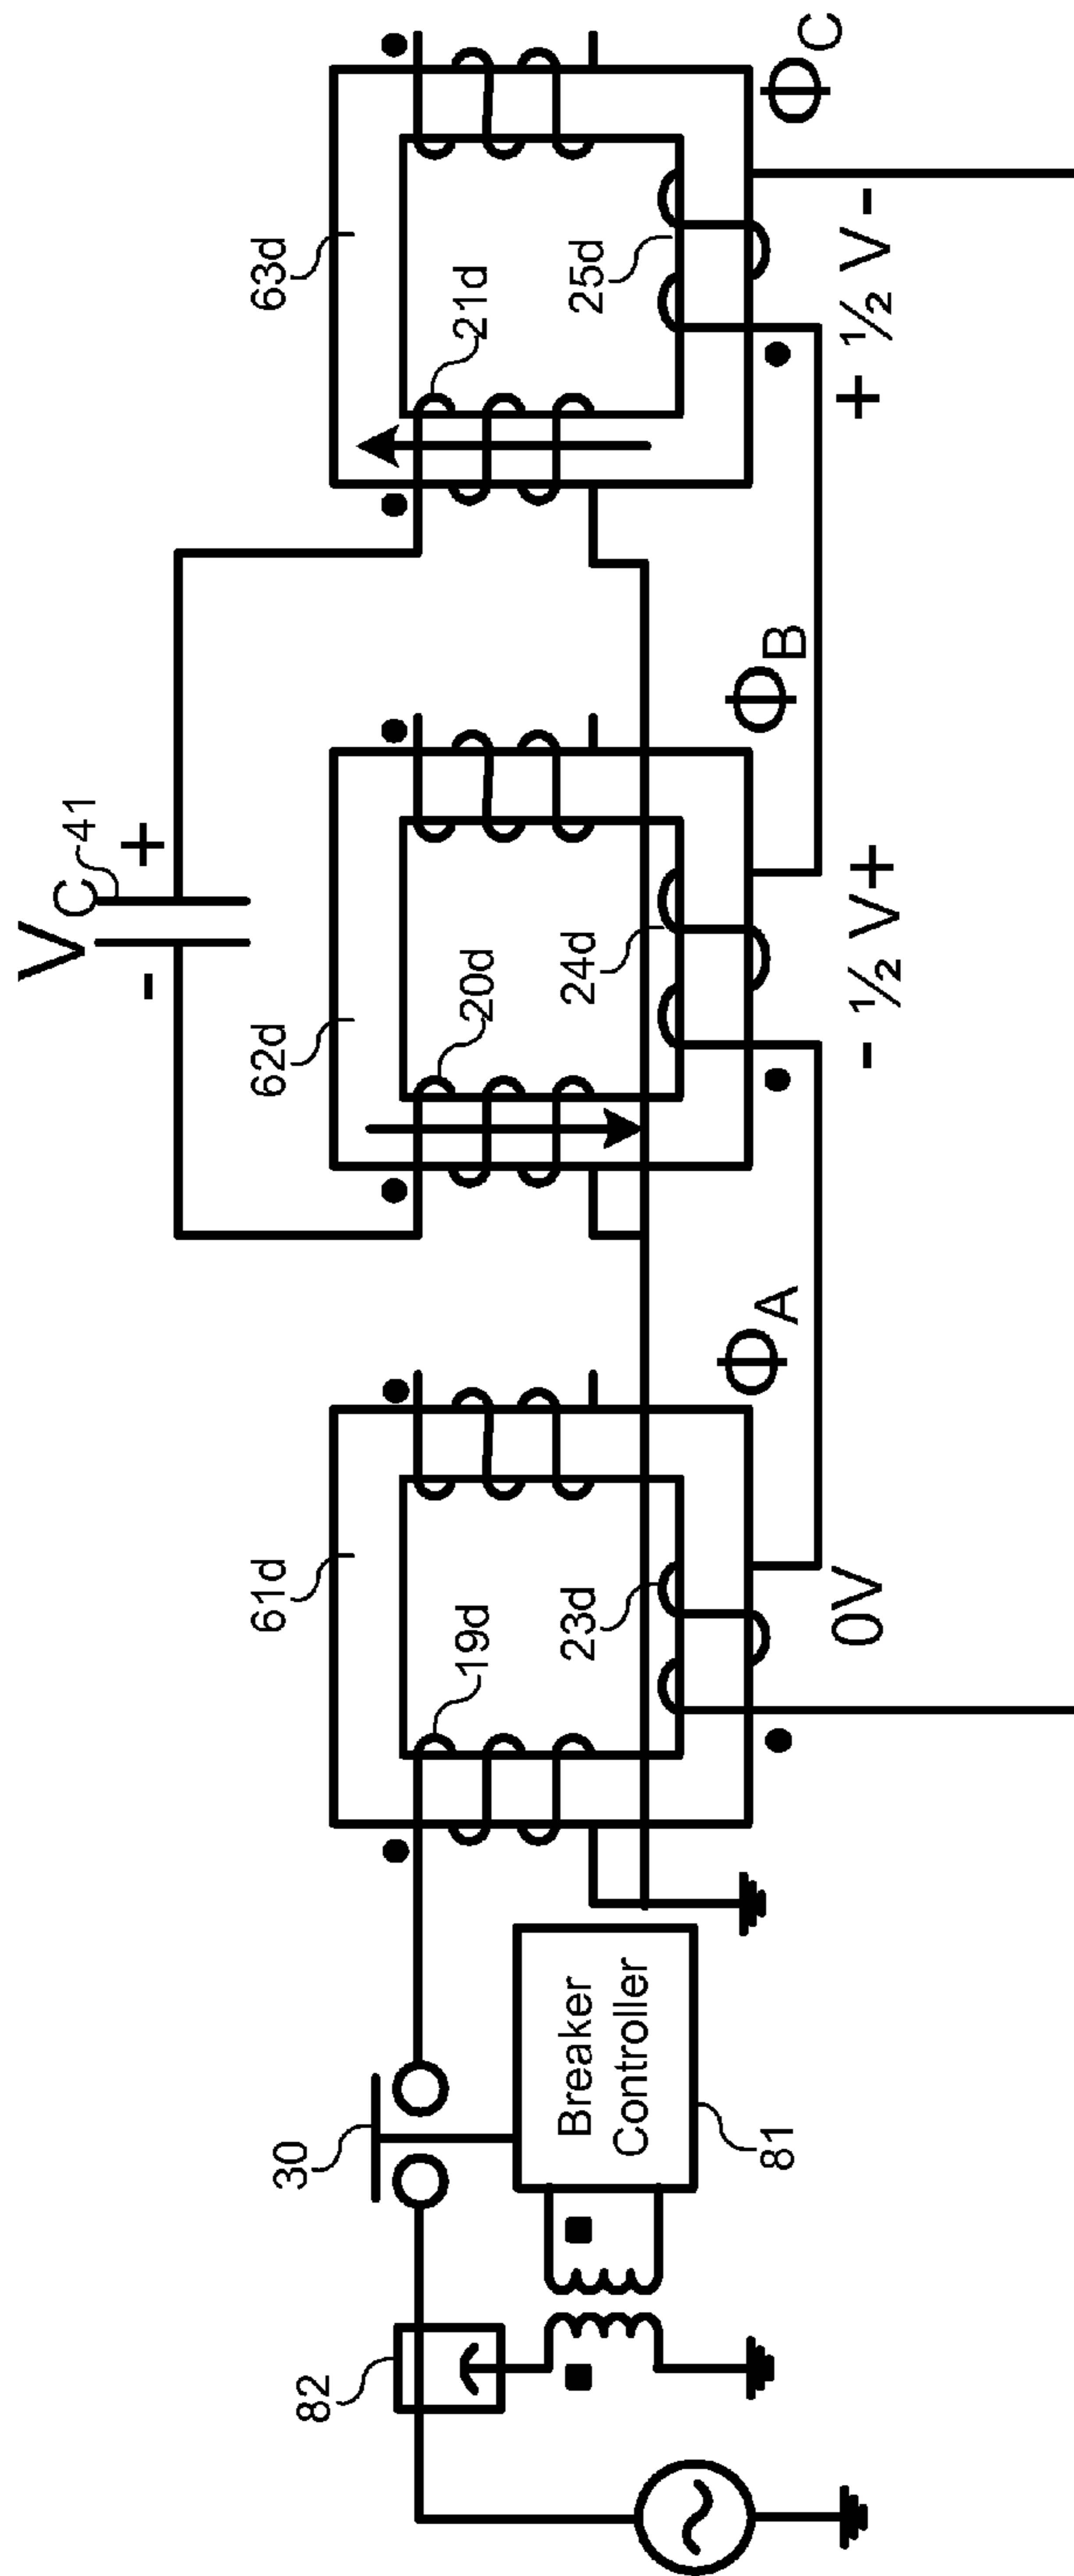 V
C
41
-
+
62d
63d
61d
20d
21d
19d
24d
25d
23d
30
82
Breaker
Controller
81
ΦA
ΦB
ΦC
0V
- ½ V+
+ ½ V -